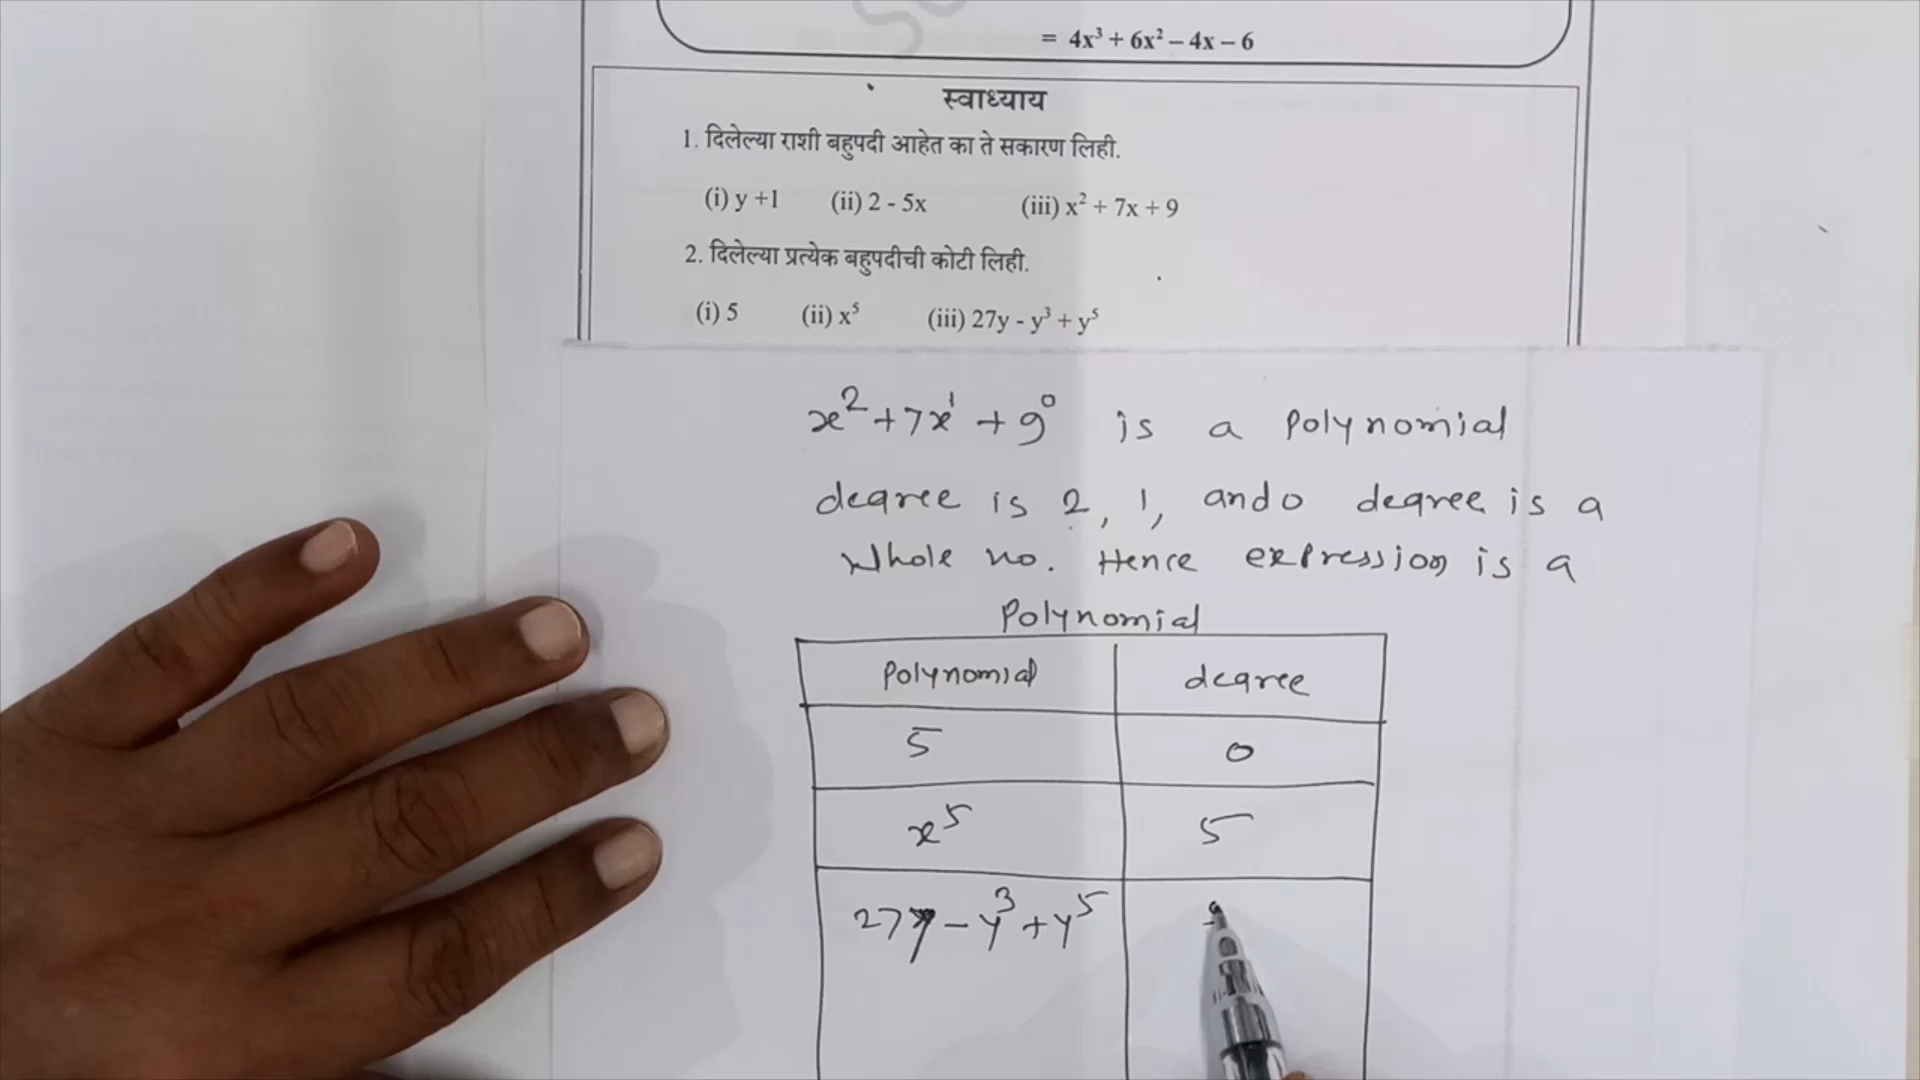 = 4x³ + 6x² – 4x – 6
स्वाध्याय
1. दिलेल्या राशी बहुपदी आहेत का ते सकारण लिही.
(i) y +1 (ii) 2 - 5x (iii) x² + 7x + 9
2. दिलेल्या प्रत्येक बहुपदीची कोटी लिही.
(i) 5 (ii) x⁵ (iii) 27y - y³ + y⁵
x² + 7x¹ + 9⁰ is a polynomial
degree is 2, 1, and 0 degree is a
whole no. Hence expression is a
Polynomial
Polynomial degree
5 0
x⁵ 5
27y - y³ + y⁵